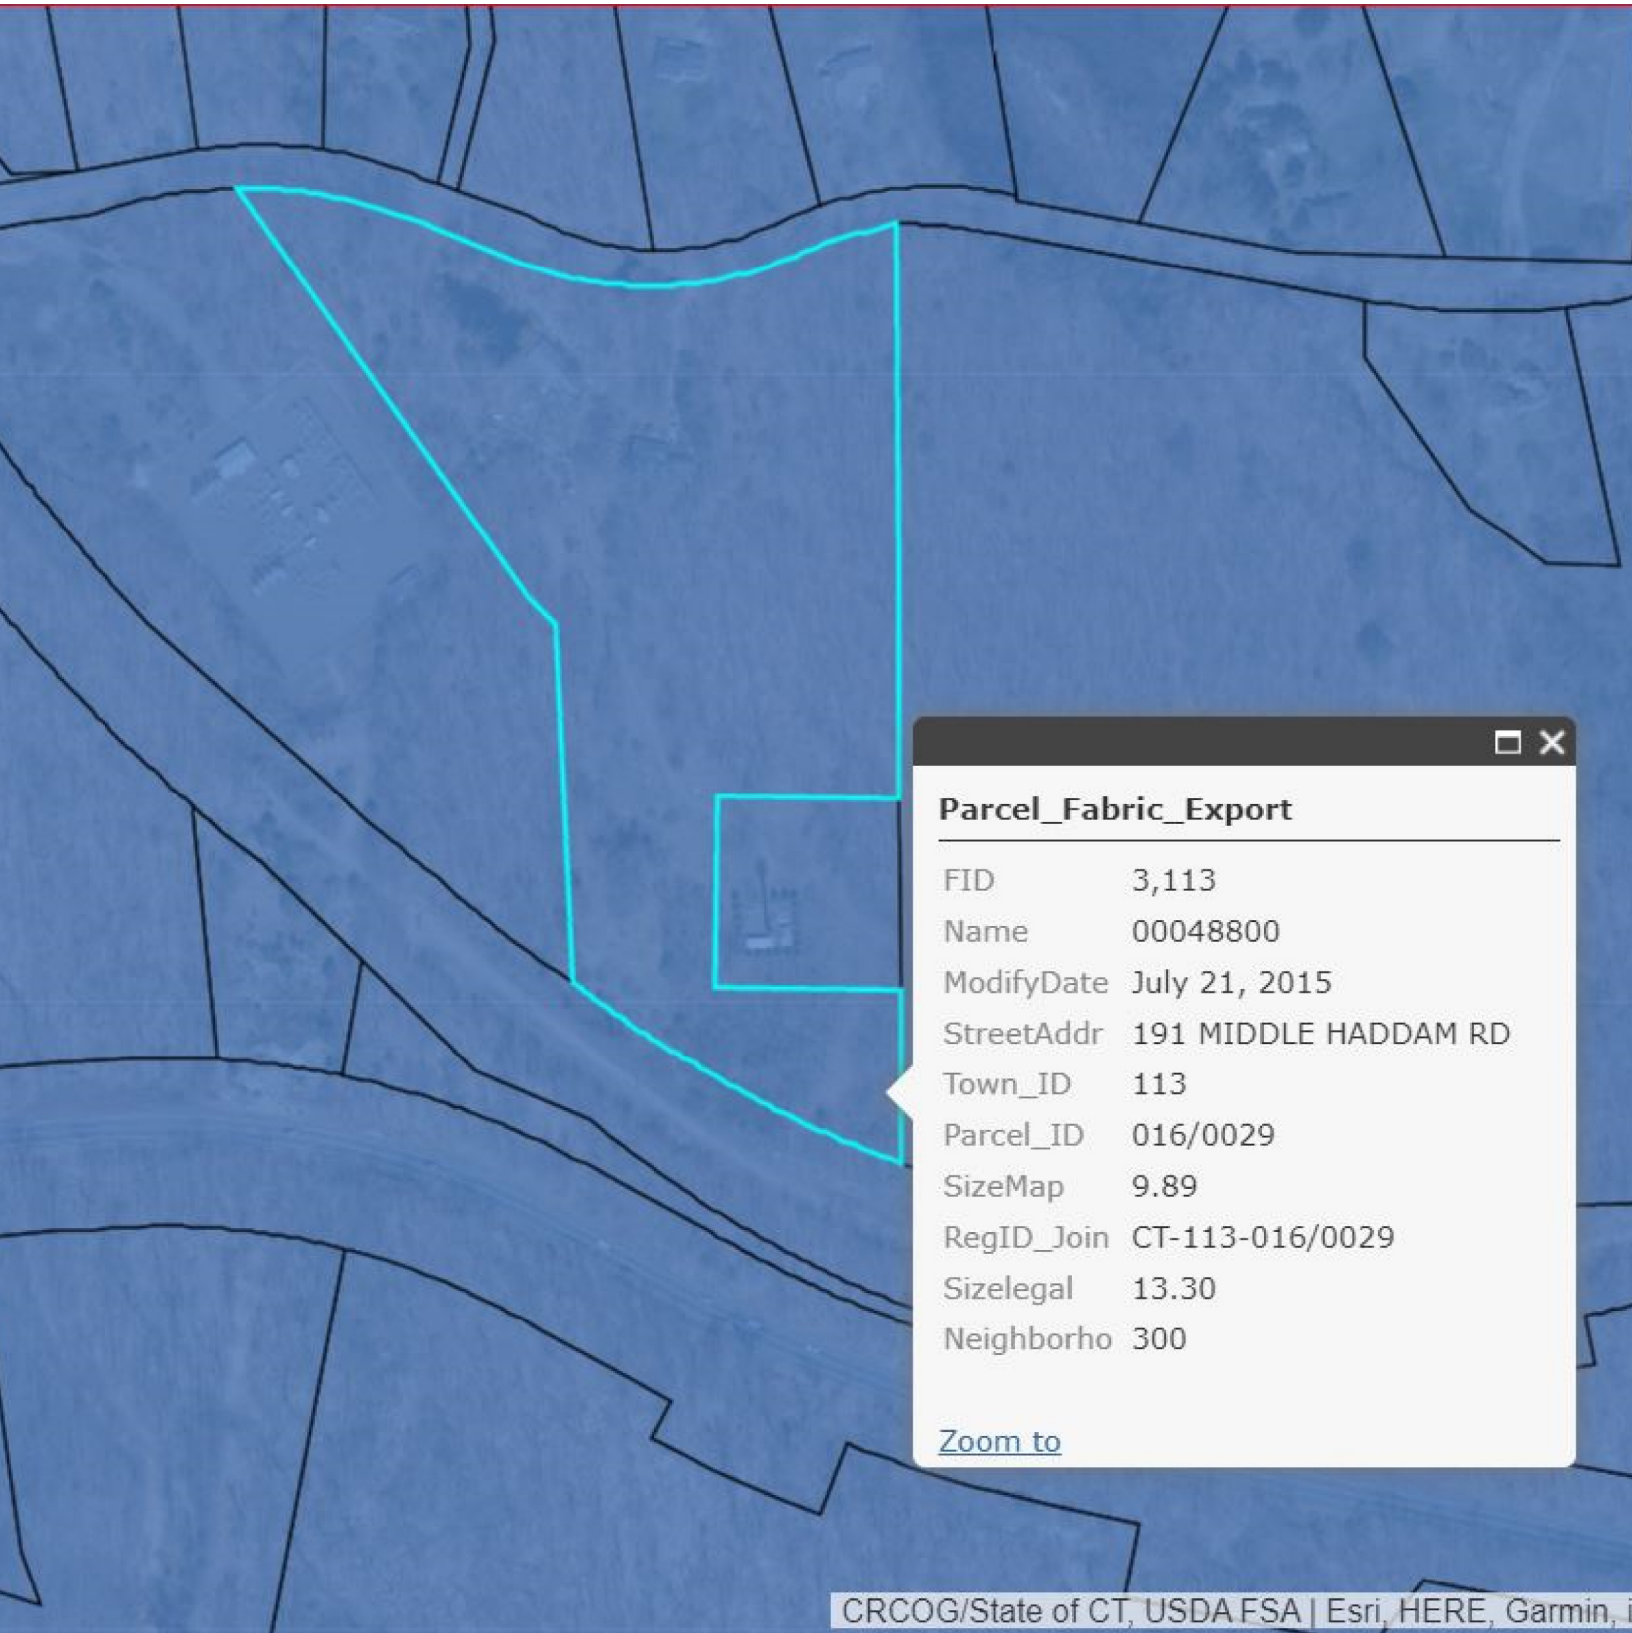 Parcel_Fabric_Export
FID 3,113
Name 00048800
ModifyDate July 21, 2015
StreetAddr 191 MIDDLE HADDAM RD
Town_ID 113
Parcel_ID 016/0029
SizeMap 9.89
RegID_Join CT-113-016/0029
Sizelegal 13.30
Neighborho 300
Zoom to
CRCOG/State of CT, USDA FSA | Esri, HERE, Garmin, i